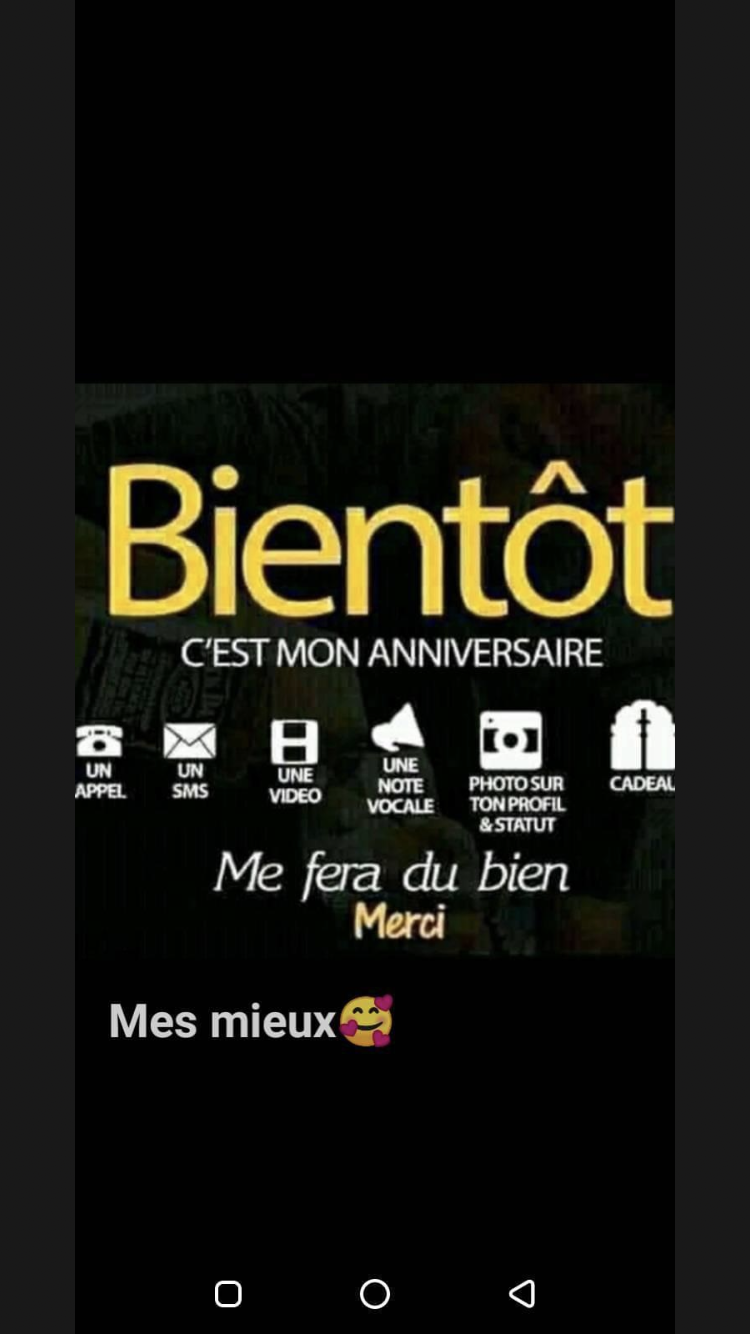 Bientôt
C'EST MON ANNIVERSAIRE
UN
APPEL
UN
SMS
UNE
VIDEO
UNE
NOTE
VOCALE
PHOTO SUR
TON PROFIL
& STATUT
CADEAU
Me fera du bien
Merci
Mes mieux🥰